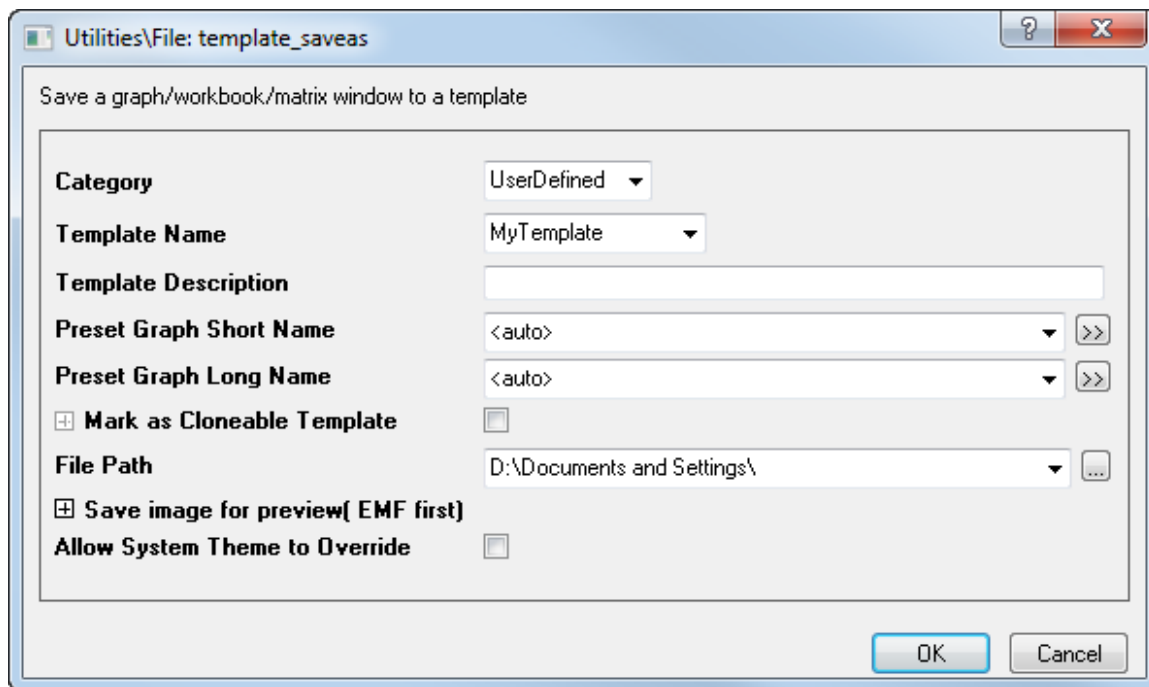 Utilities\File: template_saveas
Save a graph/workbook/matrix window to a template
Category UserDefined
Template Name MyTemplate
Template Description
Preset Graph Short Name <auto> >>
Preset Graph Long Name <auto> >>
Mark as Cloneable Template
File Path D:\Documents and Settings\ ...
Save image for preview( EMF first)
Allow System Theme to Override
OK Cancel